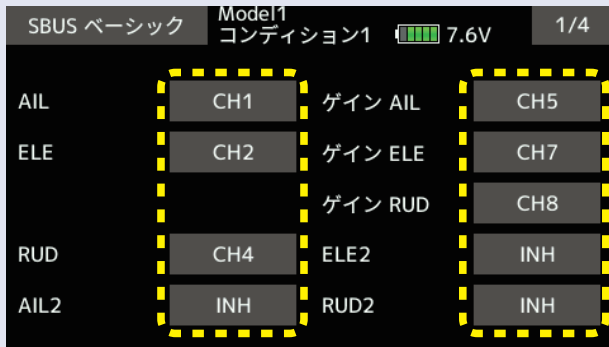 SBUS ベーシック
Model1
コンディション1 7.6V
1/4
AIL CH1 ゲイン AIL CH5
ELE CH2 ゲイン ELE CH7
ゲイン RUD CH8
RUD CH4 ELE2 INH
AIL2 INH RUD2 INH